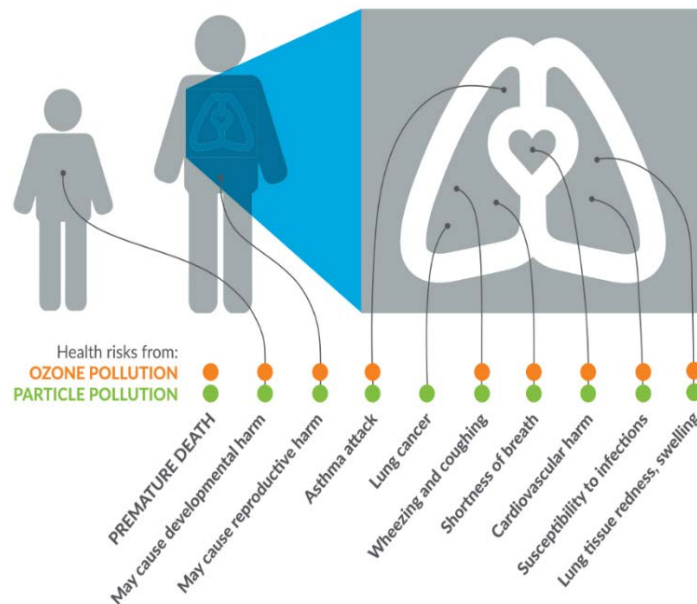 Health risks from:
OZONE POLLUTION
PARTICLE POLLUTION
PREMATURE DEATH
May cause developmental harm
May cause reproductive harm
Asthma attack
Lung cancer
Wheezing and coughing
Shortness of breath
Cardiovascular harm
Susceptibility to infections
Lung tissue redness, swelling